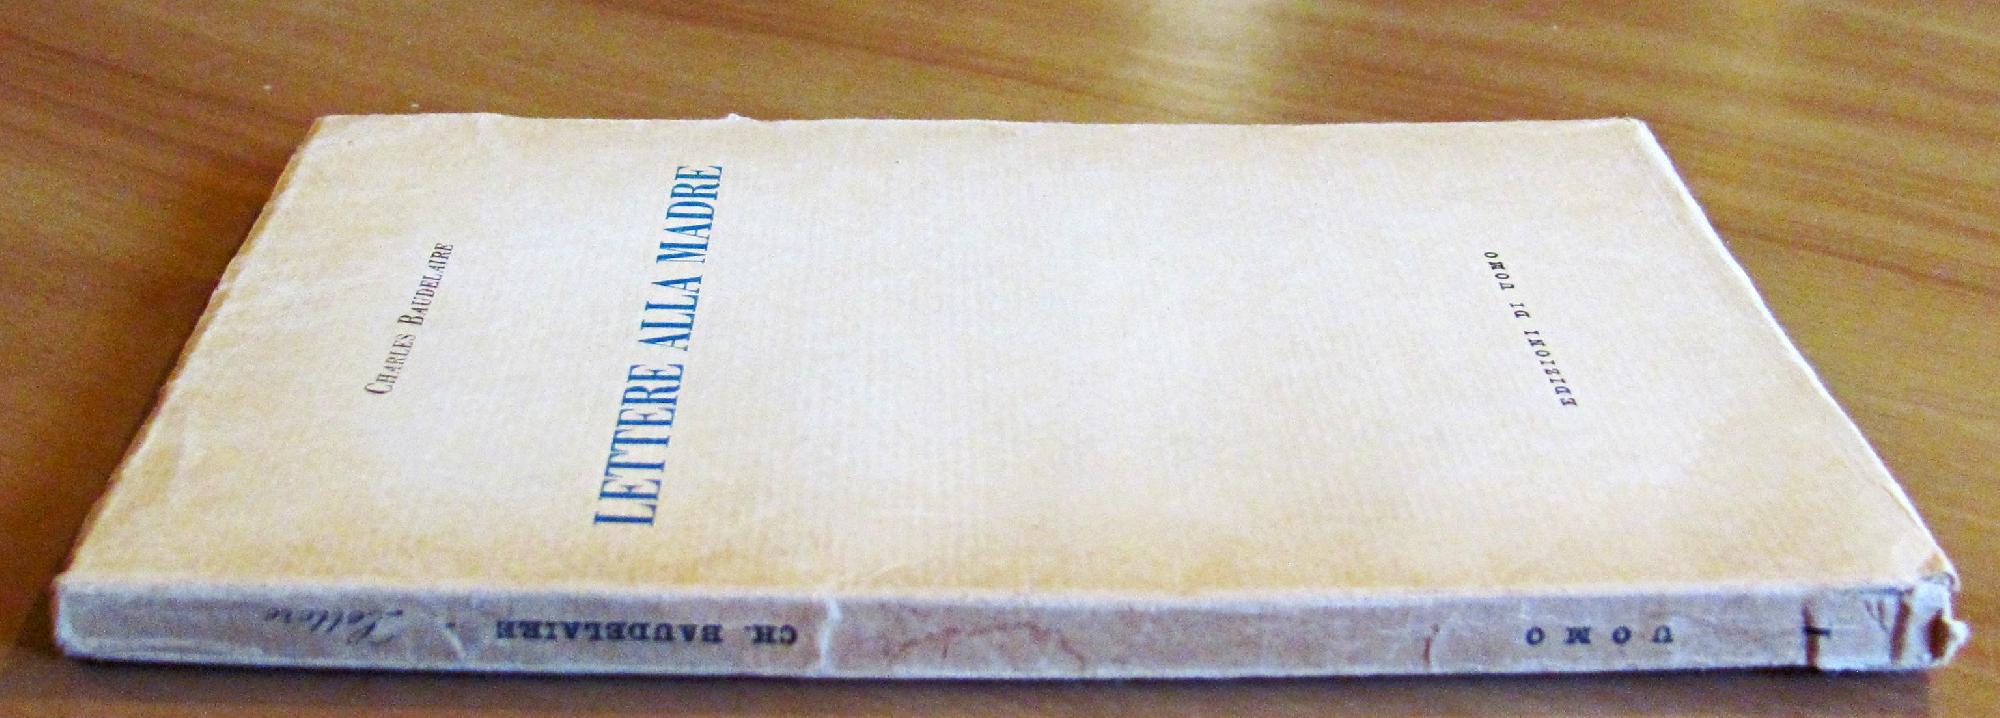 CHARLES BAUDELAIRE
LETTERE ALLA MADRE
EDIZIONI DI UOMO
UOMO
CH. BAUDELAIRE
Lettere